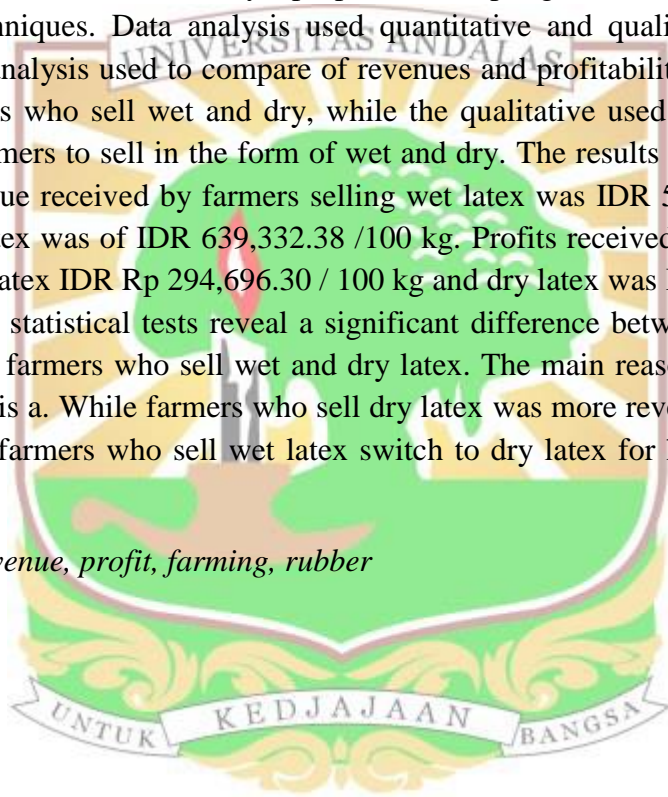 hniques. Data analysis used quantitative and quali
UNIVERSITAS ANDALAS
analysis used to compare of revenues and profitabilit
s who sell wet and dry, while the qualitative used
mers to sell in the form of wet and dry. The results
ue received by farmers selling wet latex was IDR 5
tex was of IDR 639,332.38 /100 kg. Profits received
latex IDR Rp 294,696.30 / 100 kg and dry latex was
statistical tests reveal a significant difference betw
farmers who sell wet and dry latex. The main reas
is a. While farmers who sell dry latex was more rev
farmers who sell wet latex switch to dry latex for
venue, profit, farming, rubber
UNTUK KEDJAJAAN BANGSA